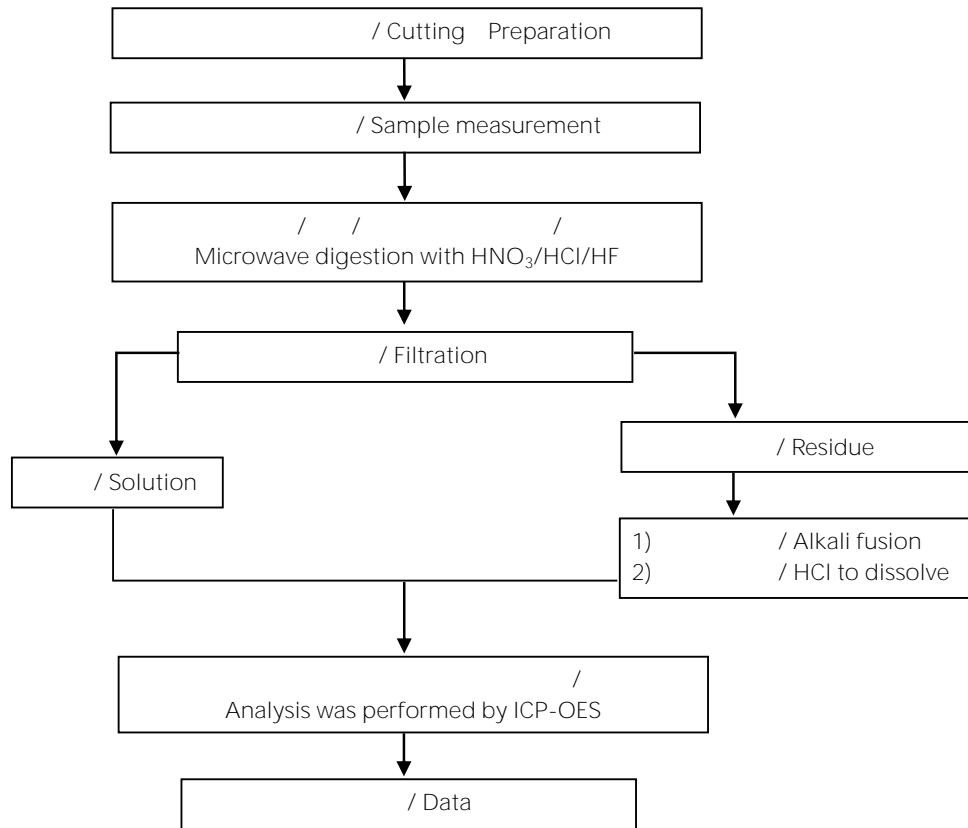 / Cutting Preparation
/ Sample measurement
/ / /
Microwave digestion with HNO₃/HCl/HF
/ Filtration
/ Residue
/ Solution
1) / Alkali fusion
2) / HCl to dissolve
/
Analysis was performed by ICP-OES
/ Data